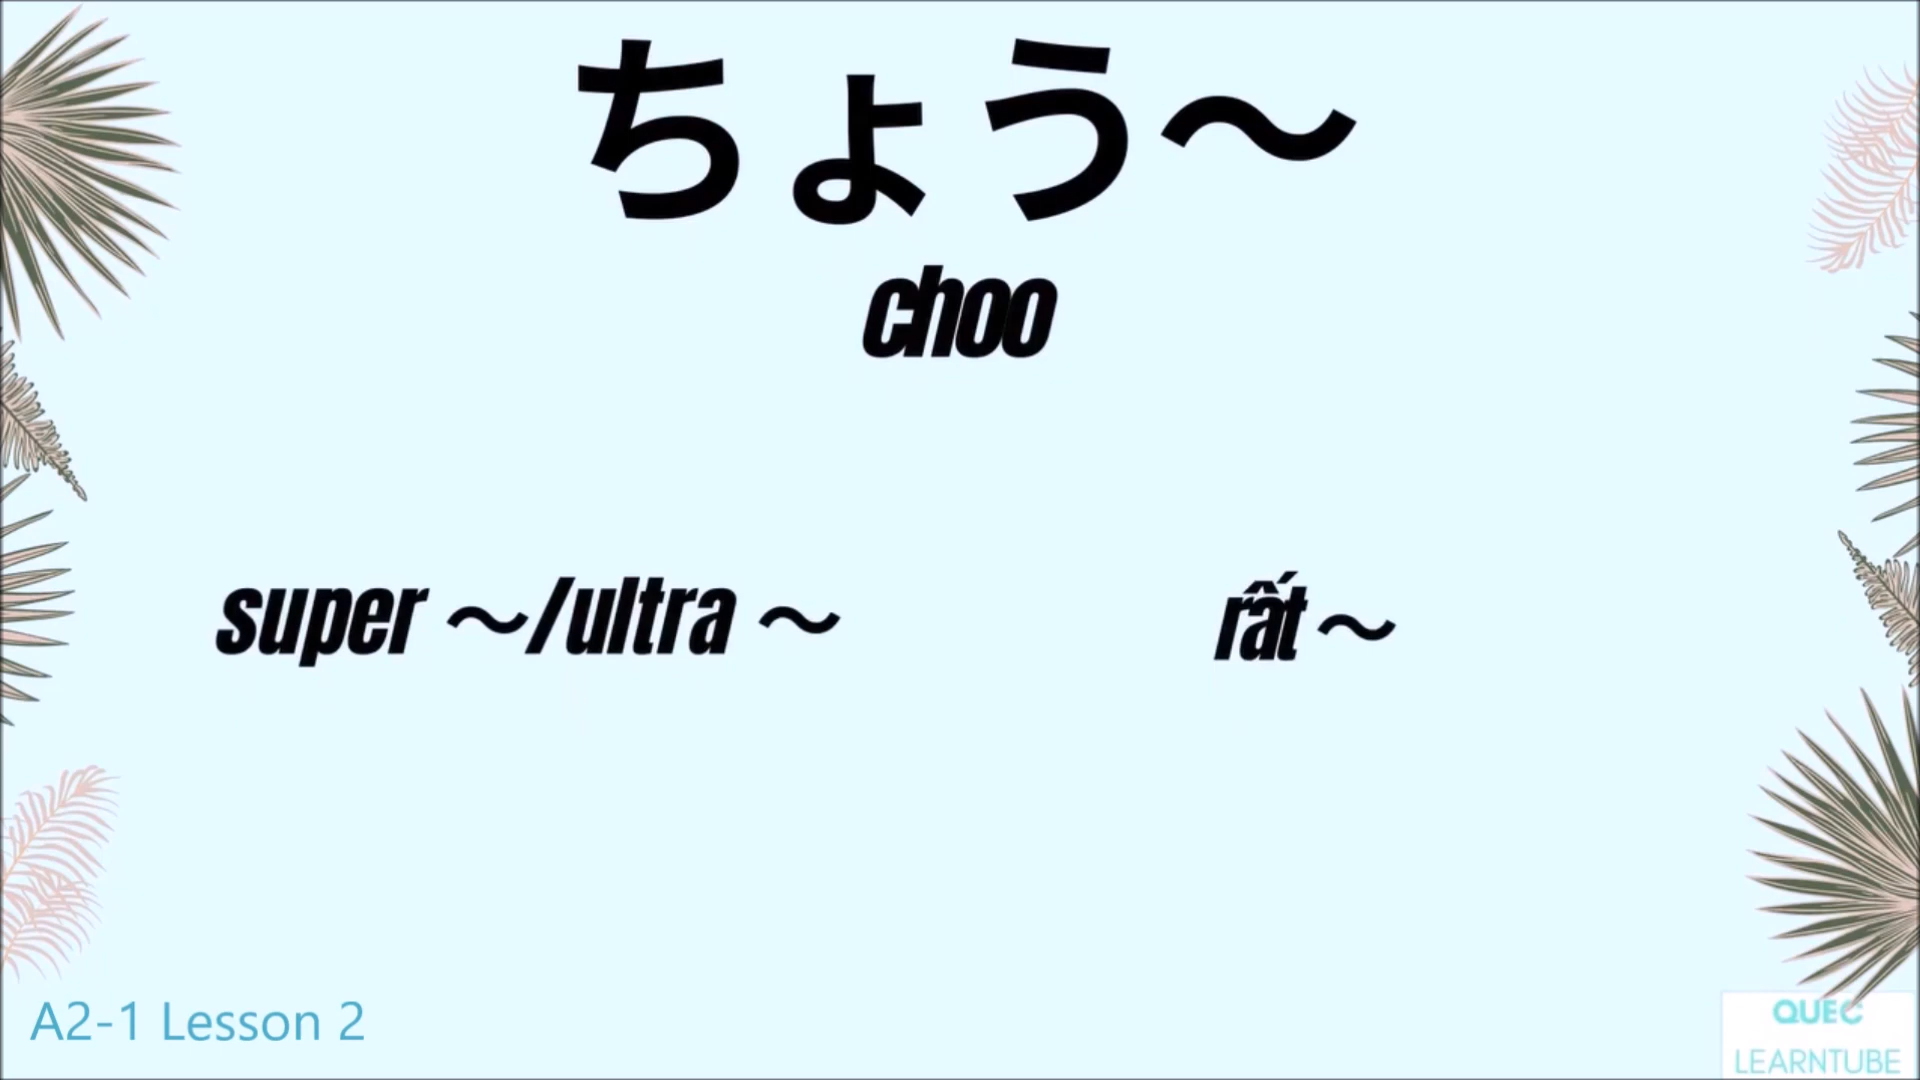 ちょう～
choo
super ～/ultra ～
rất ～
A2-1 Lesson 2
QUEC
LEARNTUBE